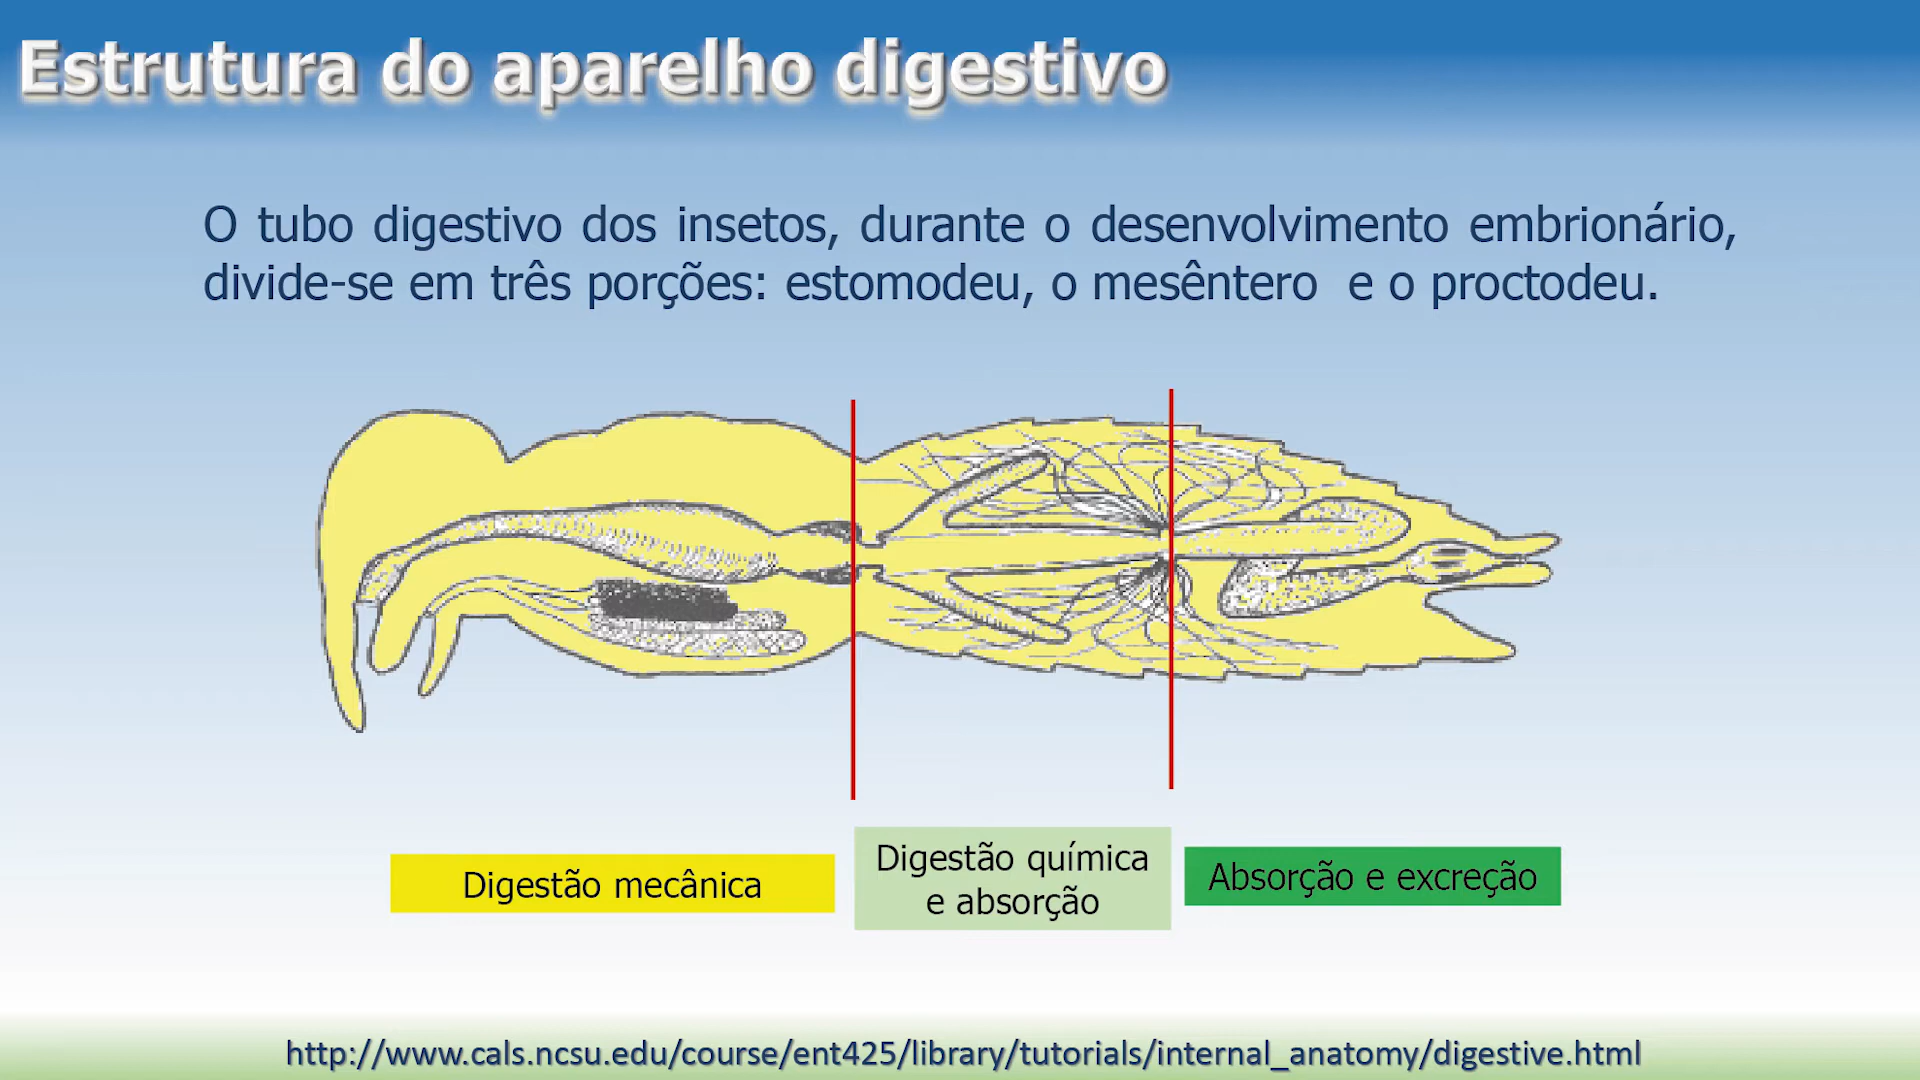 Estrutura do aparelho digestivo
O tubo digestivo dos insetos, durante o desenvolvimento embrionário,
divide-se em três porções: estomodeu, o mesêntero e o proctodeu.
Digestão mecânica
Digestão química
e absorção
Absorção e excreção
http://www.cals.ncsu.edu/course/ent425/library/tutorials/internal_anatomy/digestive.html